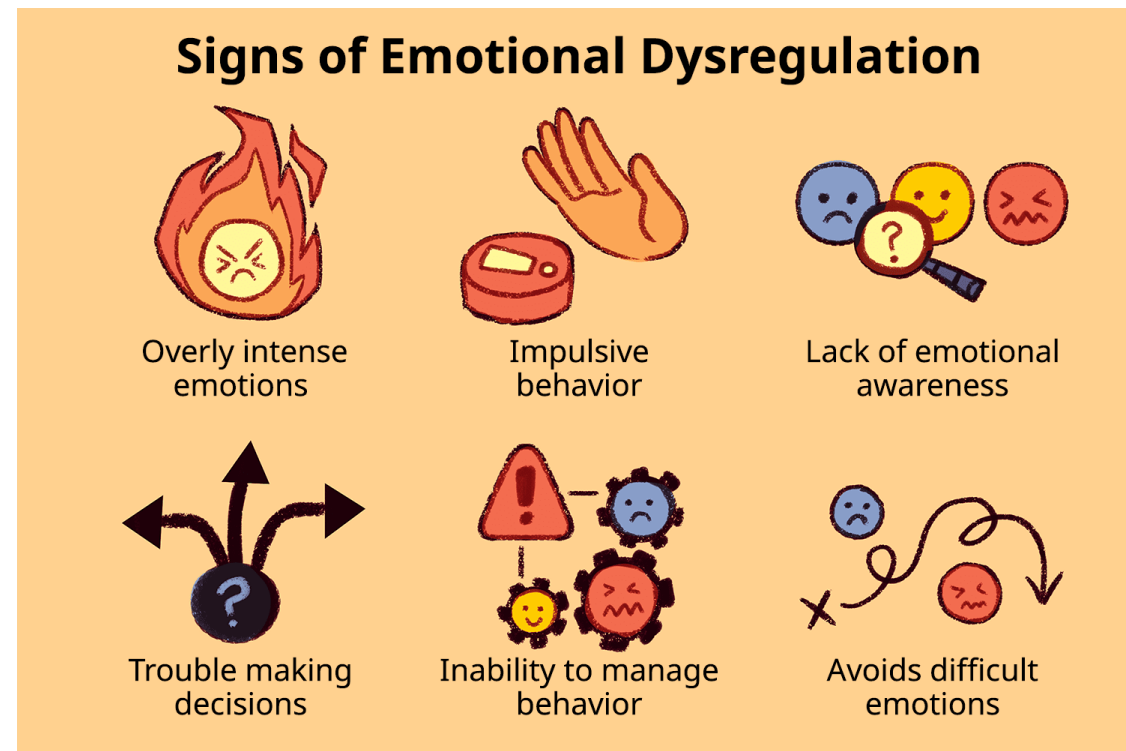 Signs of Emotional Dysregulation
Overly intense
emotions
Impulsive
behavior
?
Lack of emotional
awareness
?
Trouble making
decisions
!
Inability to manage
behavior
Avoids difficult
emotions